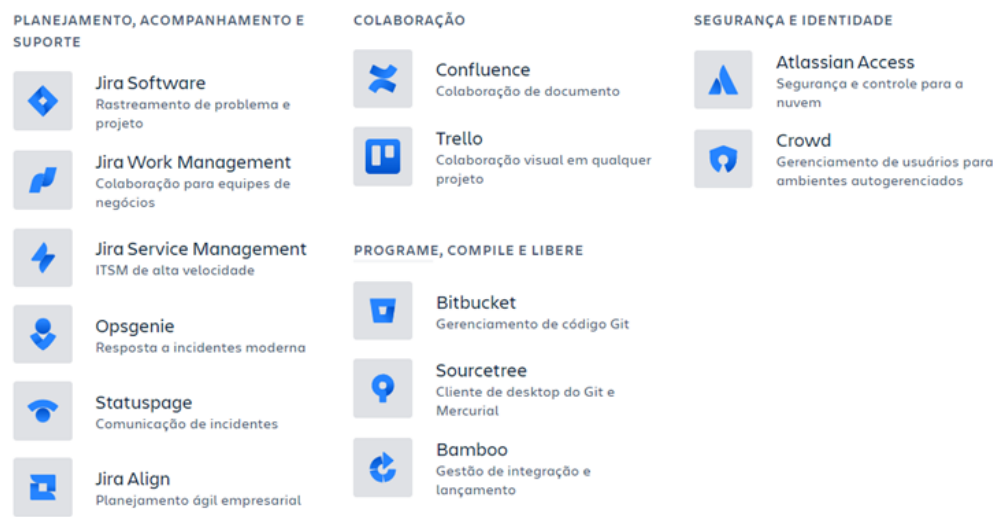 PLANEJAMENTO, ACOMPANHAMENTO E
SUPORTE
Jira Software
Rastreamento de problema e
projeto
Jira Work Management
Colaboração para equipes de
negócios
Jira Service Management
ITSM de alta velocidade
Opsgenie
Resposta a incidentes moderna
Statuspage
Comunicação de incidentes
Jira Align
Planejamento ágil empresarial
COLABORAÇÃO
Confluence
Colaboração de documento
Trello
Colaboração visual em qualquer
projeto
PROGRAME, COMPILE E LIBERE
Bitbucket
Gerenciamento de código Git
Sourcetree
Cliente de desktop do Git e
Mercurial
Bamboo
Gestão de integração e
lançamento
SEGURANÇA E IDENTIDADE
Atlassian Access
Segurança e controle para a
nuvem
Crowd
Gerenciamento de usuários para
ambientes autogerenciados